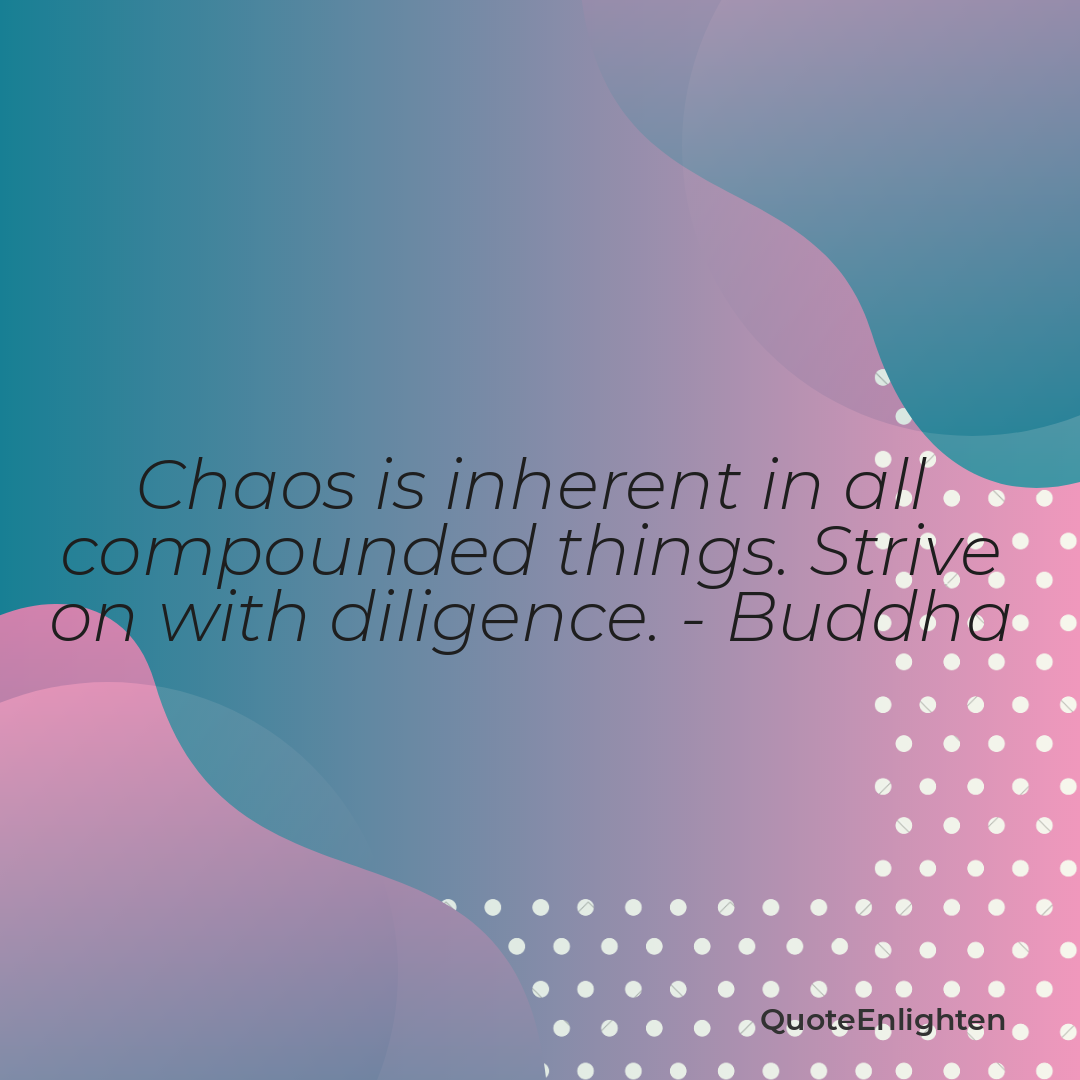 Chaos is inherent in all
compounded things. Strive
on with diligence. - Buddha
QuoteEnlighten